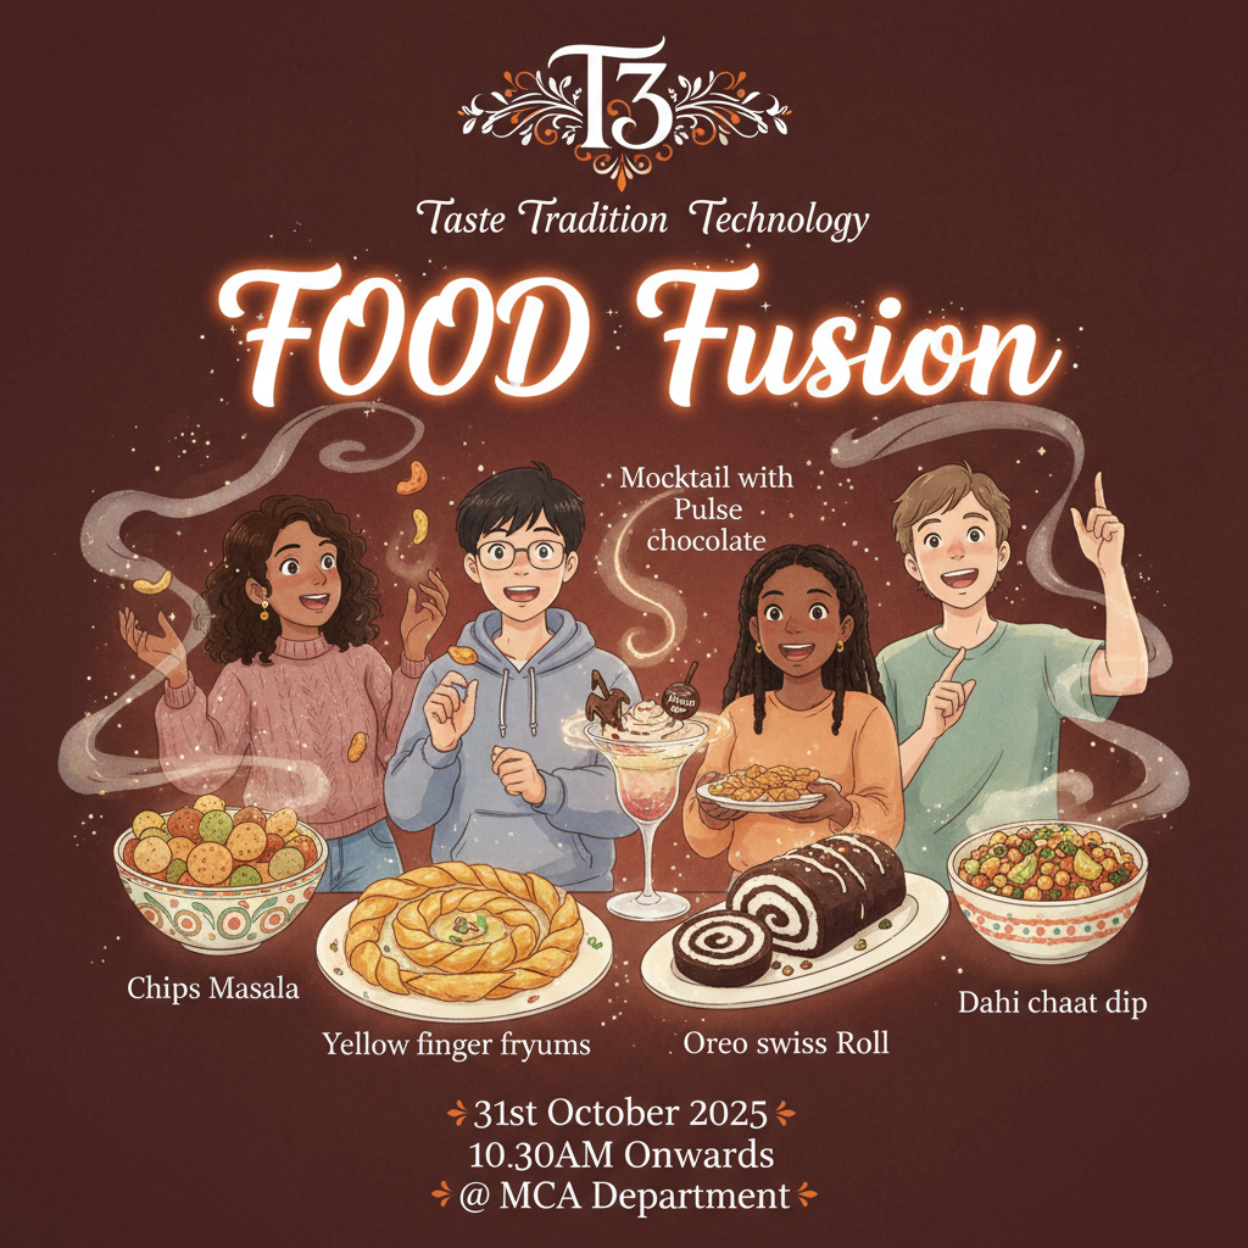 T3
Taste Tradition Technology
FOOD Fusion
Mocktail with
Pulse
chocolate
Chips Masala
Yellow finger fryums
Oreo swiss Roll
Dahi chaat dip
31st October 2025
10.30AM Onwards
@ MCA Department